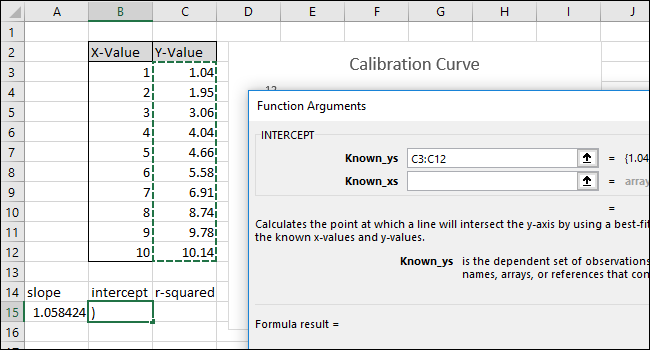 A B C D E F G H I J
1
2 X-Value Y-Value
3 1 1.04 Calibration Curve
4 2 1.95
5 3 3.06 Function Arguments
6 4 4.04 INTERCEPT
7 5 4.66 Known_ys C3:C12 = {1.04
8 6 5.58 Known_xs = array
9 7 6.91 =
10 8 8.74 Calculates the point at which a line will intersect the y-axis by using a best-fit
11 9 9.78 the known x-values and y-values.
12 10 10.14 Known_ys is the dependent set of observations
13 names, arrays, or references that con
14 slope intercept r-squared
15 1.058424 )
Formula result =
16